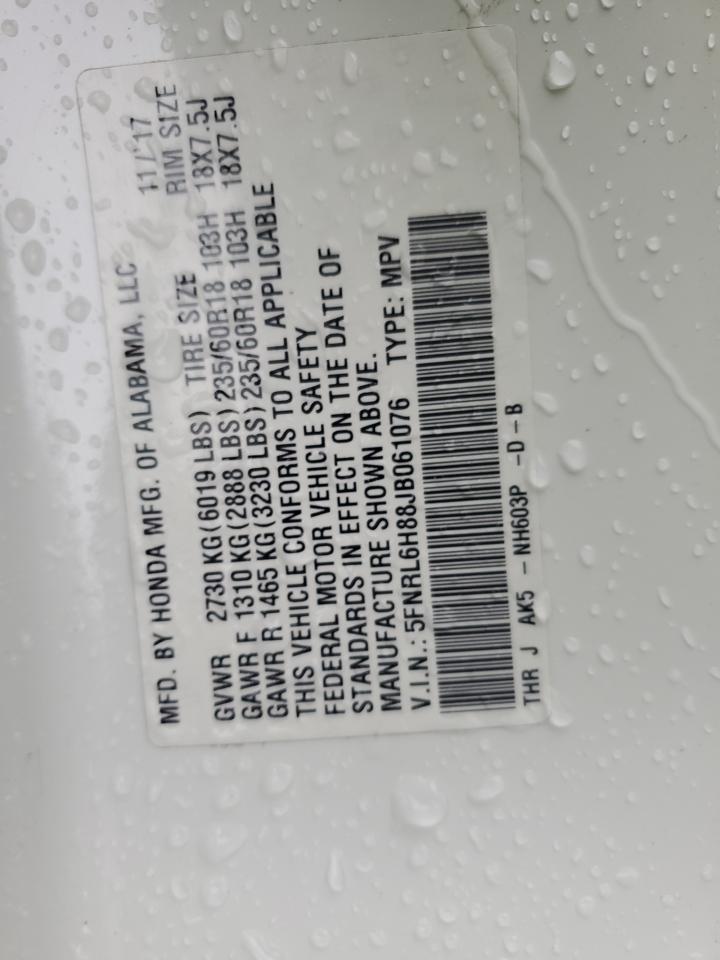 MFD. BY HONDA MFG. OF ALABAMA, LLC 11/17
TIRE SIZE RIM SIZE
GVWR 2730 KG(6019 LBS)
GAWR F 1310 KG(2888 LBS)235/60R18 103H 18X7.5J
GAWR R 1465 KG(3230 LBS)235/60R18 103H 18X7.5J
THIS VEHICLE CONFORMS TO ALL APPLICABLE
FEDERAL MOTOR VEHICLE SAFETY
STANDARDS IN EFFECT ON THE DATE OF
MANUFACTURE SHOWN ABOVE.
V.I.N.: 5FNRL6H88JB061076 TYPE: MPV
THR J AK5 - NH603P -D-B